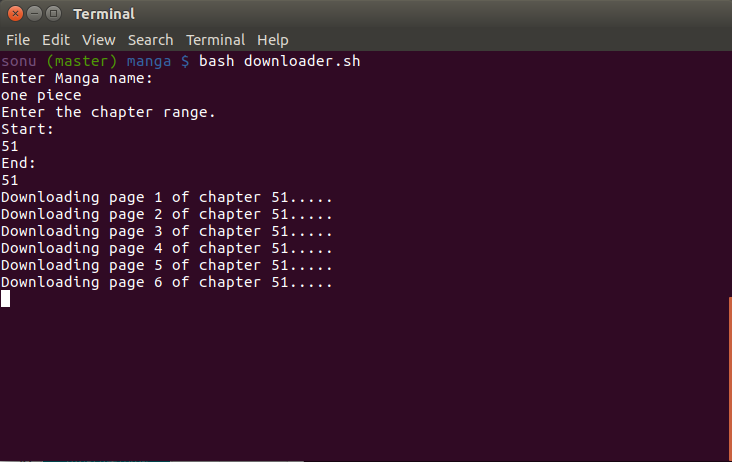 Terminal
File Edit View Search Terminal Help
sonu (master) manga $ bash downloader.sh
Enter Manga name:
one piece
Enter the chapter range.
Start:
51
End:
51
Downloading page 1 of chapter 51.....
Downloading page 2 of chapter 51.....
Downloading page 3 of chapter 51.....
Downloading page 4 of chapter 51.....
Downloading page 5 of chapter 51.....
Downloading page 6 of chapter 51.....